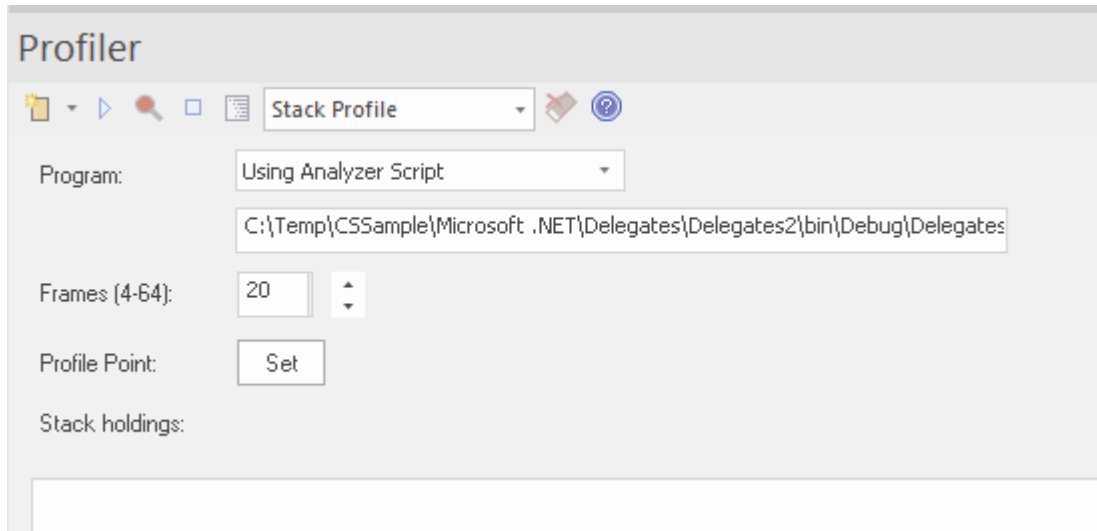 Profiler
Stack Profile
Program:
Using Analyzer Script
C:\Temp\CSSample\Microsoft .NET\Delegates\Delegates2\bin\Debug\Delegates
Frames (4-64):
20
Profile Point:
Set
Stack holdings: